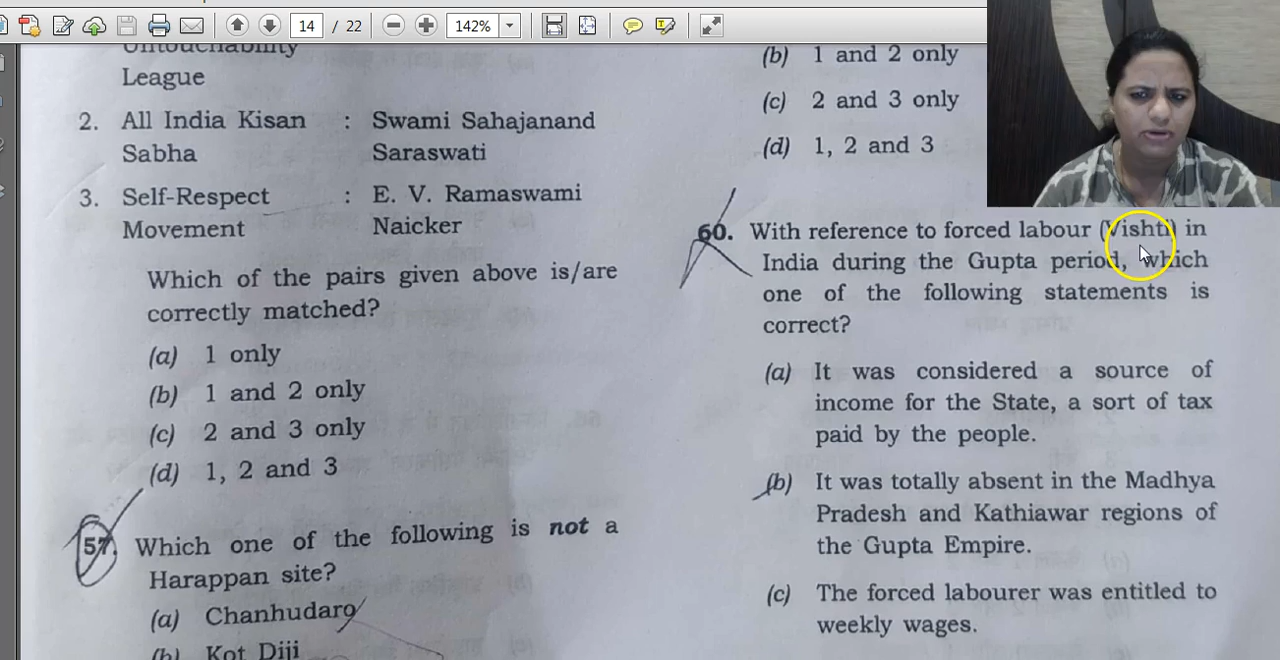 14 / 22
142%
Untouchability
League
2. All India Kisan : Swami Sahajanand
Sabha Saraswati
3. Self-Respect : E. V. Ramaswami
Movement Naicker
Which of the pairs given above is/are
correctly matched?
(a) 1 only
(b) 1 and 2 only
(c) 2 and 3 only
(d) 1, 2 and 3
57. Which one of the following is not a
Harappan site?
(a) Chanhudaro
(b) Kot Diji
(b) 1 and 2 only
(c) 2 and 3 only
(d) 1, 2 and 3
60. With reference to forced labour (Vishti) in
India during the Gupta period, which
one of the following statements is
correct?
(a) It was considered a source of
income for the State, a sort of tax
paid by the people.
(b) It was totally absent in the Madhya
Pradesh and Kathiawar regions of
the Gupta Empire.
(c) The forced labourer was entitled to
weekly wages.